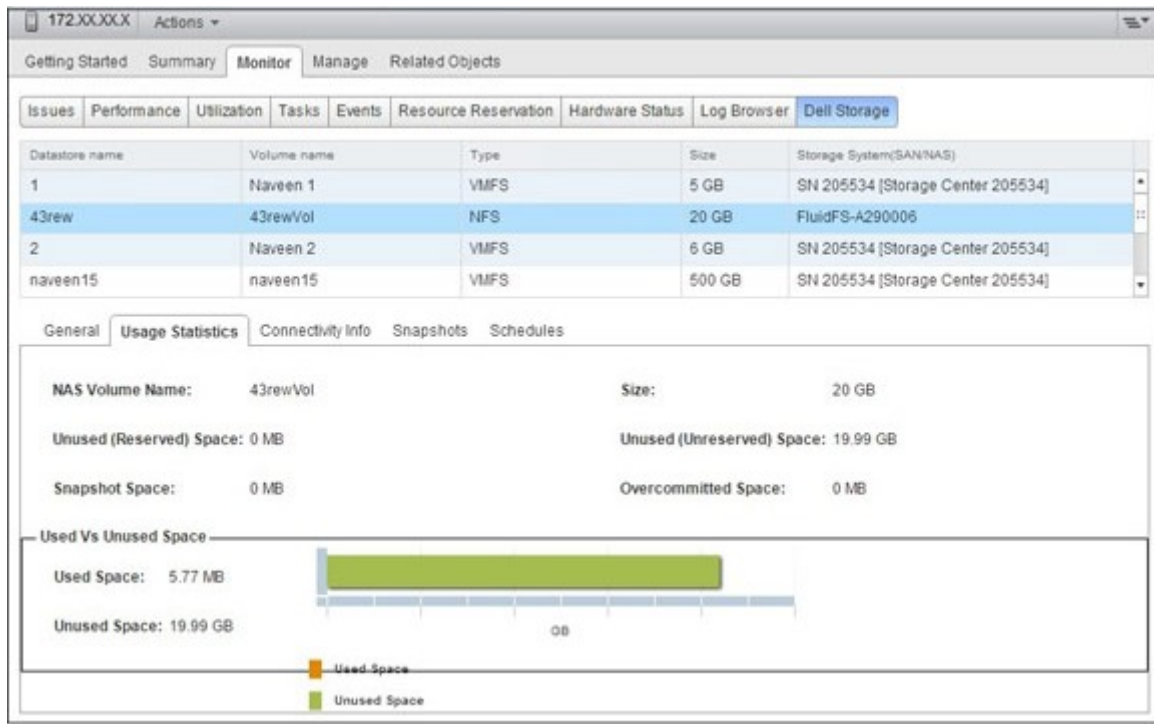 172.XX.XX.X Actions
Getting Started Summary Monitor Manage Related Objects
Issues Performance Utilization Tasks Events Resource Reservation Hardware Status Log Browser Dell Storage
Datastore name Volume name Type Size Storage System(SAN/NAS)
1 Naveen 1 VMFS 5 GB SN 205534 [Storage Center 205534]
43rew 43rewVol NFS 20 GB FluidFS-A290006
2 Naveen 2 VMFS 6 GB SN 205534 [Storage Center 205534]
naveen15 naveen15 VMFS 500 GB SN 205534 [Storage Center 205534]
General Usage Statistics Connectivity Info Snapshots Schedules
NAS Volume Name: 43rewVol Size: 20 GB
Unused (Reserved) Space: 0 MB Unused (Unreserved) Space: 19.99 GB
Snapshot Space: 0 MB Overcommitted Space: 0 MB
Used Vs Unused Space
Used Space: 5.77 MB
Unused Space: 19.99 GB
GB
Used Space
Unused Space